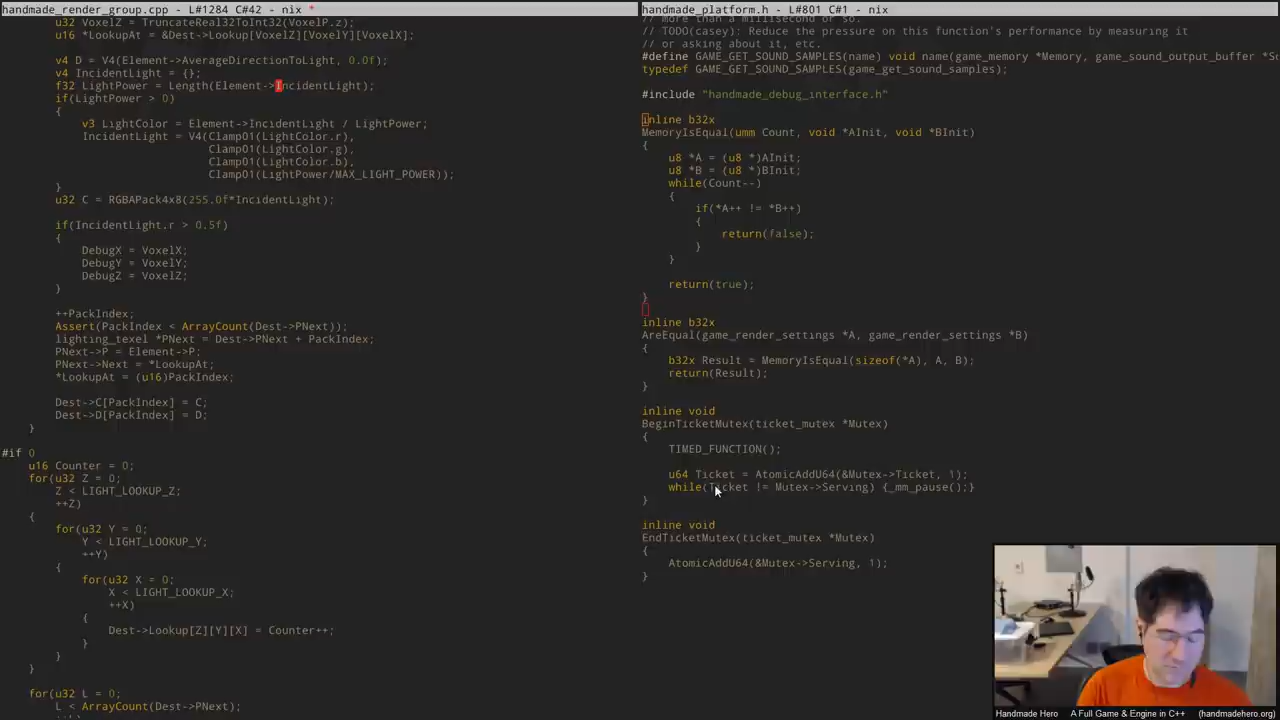 handmade_render_group.cpp - L#1284 C#42 - nix *
u32 VoxelZ = TruncateReal32ToInt32(VoxelP.z);
u16 *LookupAt = &Dest->Lookup[VoxelZ][VoxelY][VoxelX];
v4 D = V4(Element->AverageDirectionToLight, 0.0f);
v4 IncidentLight = {};
f32 LightPower = Length(Element->IncidentLight);
if(LightPower > 0)
{
v3 LightColor = Element->IncidentLight / LightPower;
IncidentLight = V4(Clamp01(LightColor.r),
Clamp01(LightColor.g),
Clamp01(LightColor.b),
Clamp01(LightPower/MAX_LIGHT_POWER));
}
u32 C = RGBAPack4x8(255.0f*IncidentLight);
if(IncidentLight.r > 0.5f)
{
DebugX = VoxelX;
DebugY = VoxelY;
DebugZ = VoxelZ;
}
++PackIndex;
Assert(PackIndex < ArrayCount(Dest->PNext));
lighting_texel *PNext = Dest->PNext + PackIndex;
PNext->P = Element->P;
PNext->Next = *LookupAt;
*LookupAt = (u16)PackIndex;
Dest->C[PackIndex] = C;
Dest->D[PackIndex] = D;
}
#if 0
u16 Counter = 0;
for(u32 Z = 0;
Z < LIGHT_LOOKUP_Z;
++Z)
{
for(u32 Y = 0;
Y < LIGHT_LOOKUP_Y;
++Y)
{
for(u32 X = 0;
X < LIGHT_LOOKUP_X;
++X)
{
Dest->Lookup[Z][Y][X] = Counter++;
}
}
}
for(u32 L = 0;
L < ArrayCount(Dest->PNext);
handmade_platform.h - L#801 C#1 - nix
// more than a millisecond or so.
// TODO(casey): Reduce the pressure on this function's performance by measuring it
// or asking about it, etc.
#define GAME_GET_SOUND_SAMPLES(name) void name(game_memory *Memory, game_sound_output_buffer *So
typedef GAME_GET_SOUND_SAMPLES(game_get_sound_samples);
#include "handmade_debug_interface.h"
inline b32x
MemoryIsEqual(umm Count, void *AInit, void *BInit)
{
u8 *A = (u8 *)AInit;
u8 *B = (u8 *)BInit;
while(Count--)
{
if(*A++ != *B++)
{
return(false);
}
}
return(true);
}
inline b32x
AreEqual(game_render_settings *A, game_render_settings *B)
{
b32x Result = MemoryIsEqual(sizeof(*A), A, B);
return(Result);
}
inline void
BeginTicketMutex(ticket_mutex *Mutex)
{
TIMED_FUNCTION();
u64 Ticket = AtomicAddU64(&Mutex->Ticket, 1);
while(Ticket != Mutex->Serving) {_mm_pause();}
}
inline void
EndTicketMutex(ticket_mutex *Mutex)
{
AtomicAddU64(&Mutex->Serving, 1);
}
Handmade Hero A Full Game & Engine in C++ (handmadehero.org)